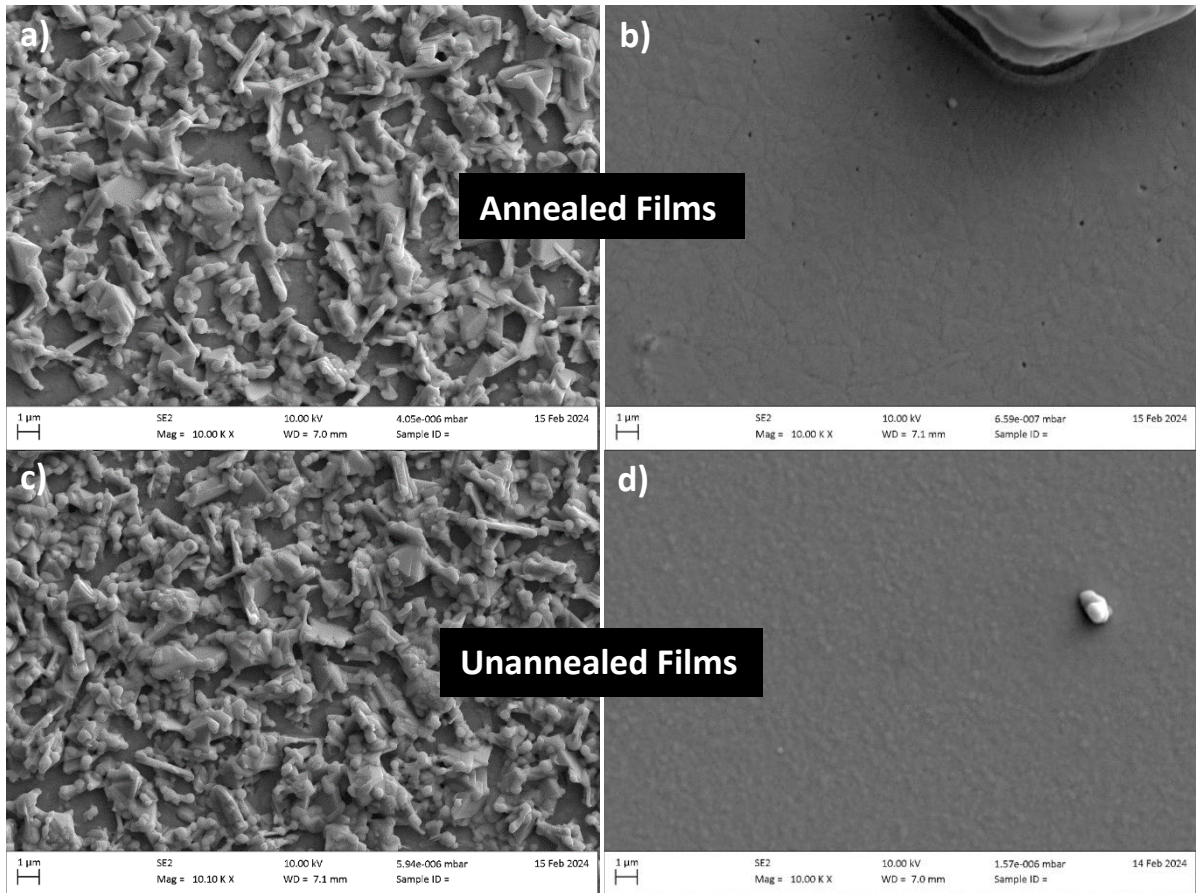 a)
b)
Annealed Films
1 µm SE2 10.00 kV 4.05e-006 mbar 15 Feb 2024
Mag = 10.00 K X WD = 7.0 mm Sample ID =
1 µm SE2 10.00 kV 6.59e-007 mbar 15 Feb 2024
Mag = 10.00 K X WD = 7.1 mm Sample ID =
c)
d)
Unannealed Films
1 µm SE2 10.00 kV 5.94e-006 mbar 15 Feb 2024
Mag = 10.10 K X WD = 7.1 mm Sample ID =
1 µm SE2 10.00 kV 1.57e-006 mbar 14 Feb 2024
Mag = 10.00 K X WD = 7.0 mm Sample ID =